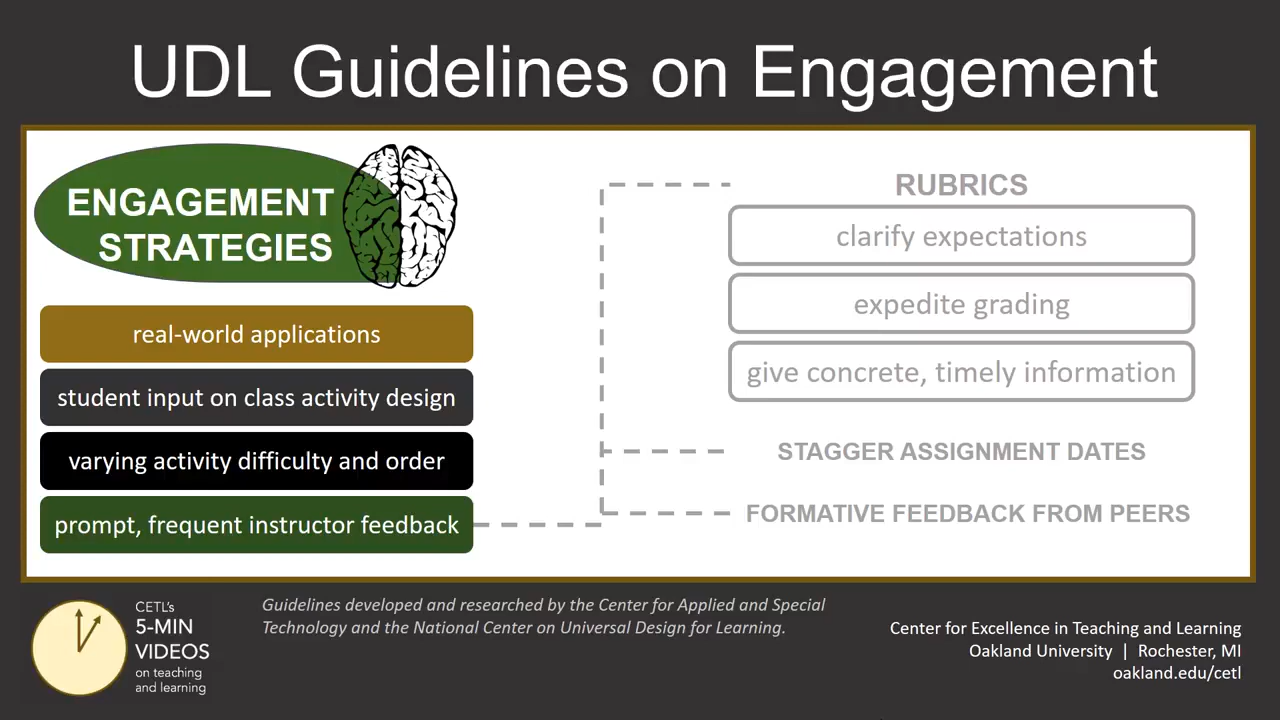 UDL Guidelines on Engagement
ENGAGEMENT
STRATEGIES
real-world applications
student input on class activity design
varying activity difficulty and order
prompt, frequent instructor feedback
RUBRICS
clarify expectations
expedite grading
give concrete, timely information
STAGGER ASSIGNMENT DATES
FORMATIVE FEEDBACK FROM PEERS
CETL's
5-MIN
VIDEOS
on teaching
and learning
Guidelines developed and researched by the Center for Applied and Special
Technology and the National Center on Universal Design for Learning.
Center for Excellence in Teaching and Learning
Oakland University | Rochester, MI
oakland.edu/cetl